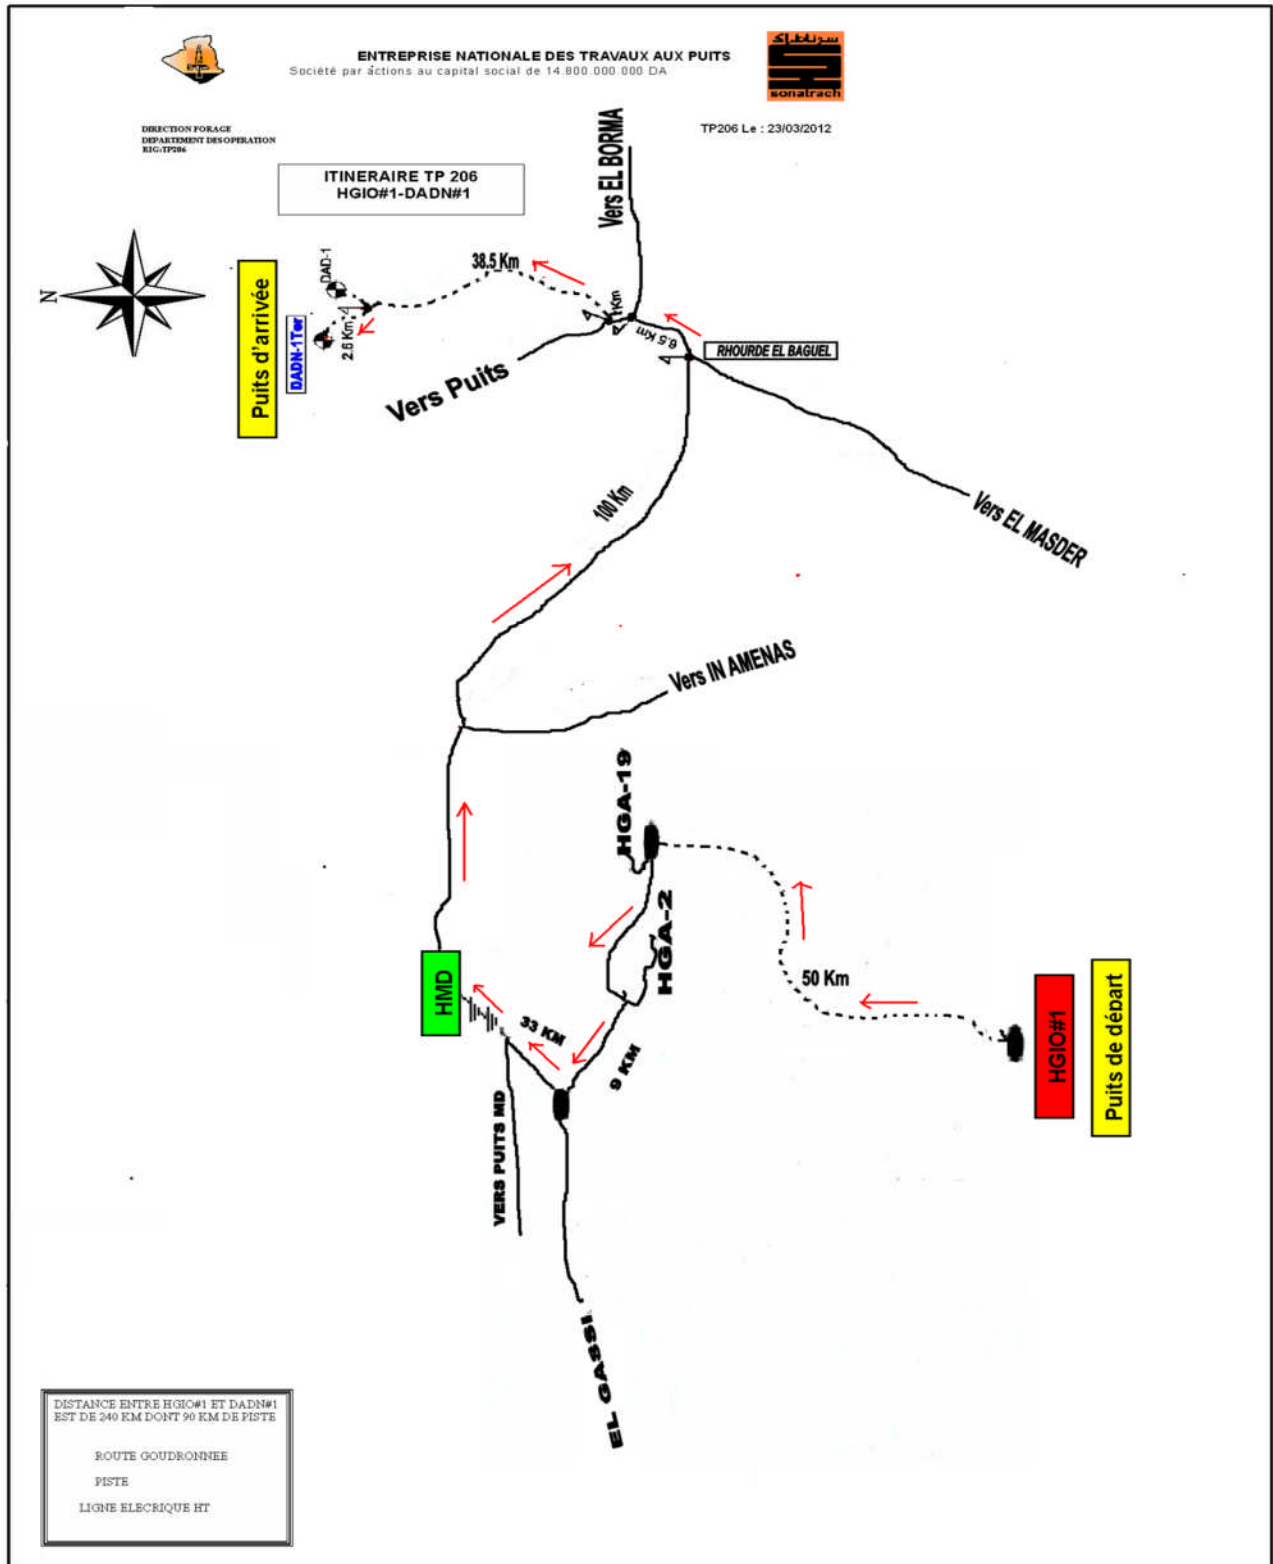 ENTREPRISE NATIONALE DES TRAVAUX AUX PUITS
Société par áctions au capital social de 14.800.000.000 DA
سوناطراك
sonatrach
DIRECTION FORAGE
DEPARTEMENT DES OPERATION
RIG:TP206
TP206 Le : 23/03/2012
ITINERAIRE TP 206
HGIO#1-DADN#1
N
Puits d'arrivée
DADN-1Ter
DAD-1
2.6 Km
38.5 Km
1Km
6.5 Km
Vers EL BORMA
RHOURDE EL BAGUEL
Vers Puits
Vers EL MASDER
100 Km
Vers IN AMENAS
HGA-19
HGA-2
HMD
33 KM
9 KM
50 Km
HGIO#1
Puits de départ
VERS PUITS MD
EL GASSI
DISTANCE ENTRE HGIO#1 ET DADN#1
EST DE 240 KM DONT 90 KM DE PISTE
ROUTE GOUDRONNEE
PISTE
LIGNE ELECRIQUE HT